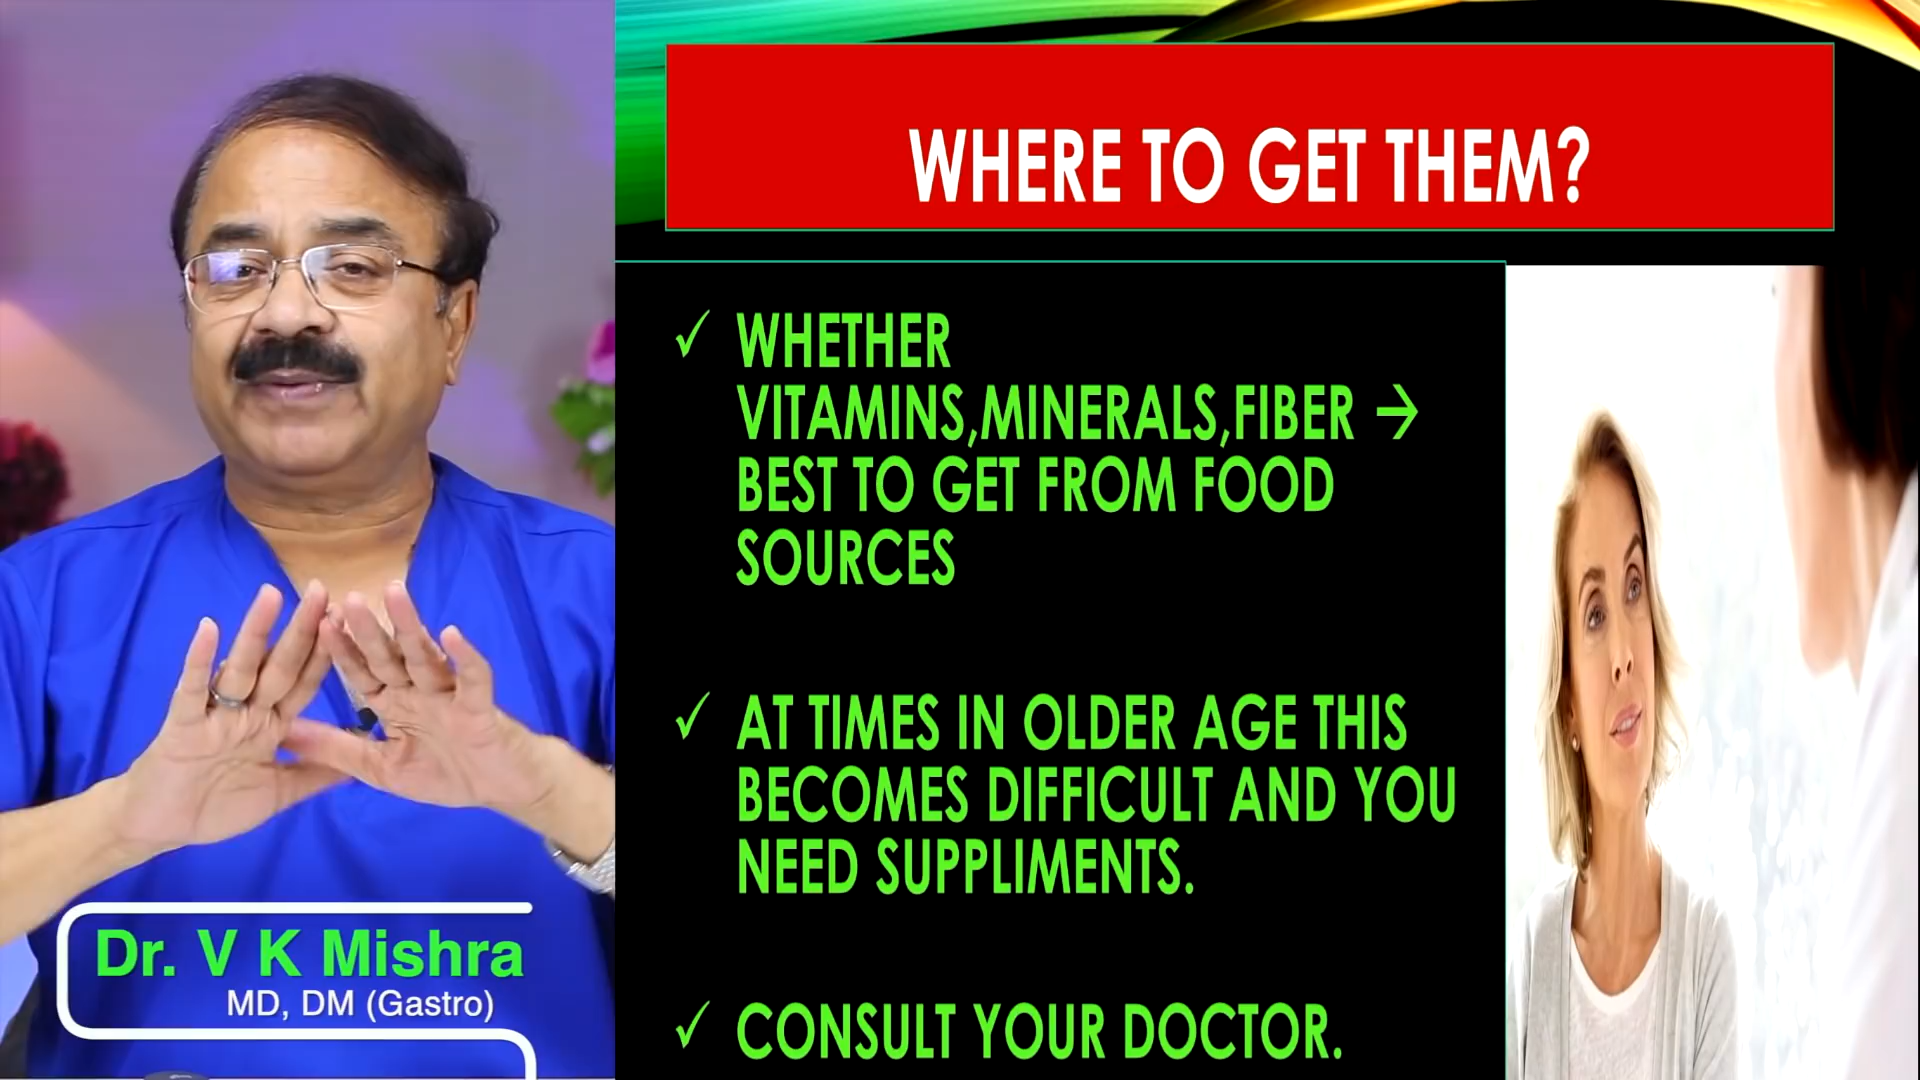 WHERE TO GET THEM?
✓ WHETHER
VITAMINS,MINERALS,FIBER →
BEST TO GET FROM FOOD
SOURCES
✓ AT TIMES IN OLDER AGE THIS
BECOMES DIFFICULT AND YOU
NEED SUPPLIMENTS.
✓ CONSULT YOUR DOCTOR.
Dr. V K Mishra
MD, DM (Gastro)